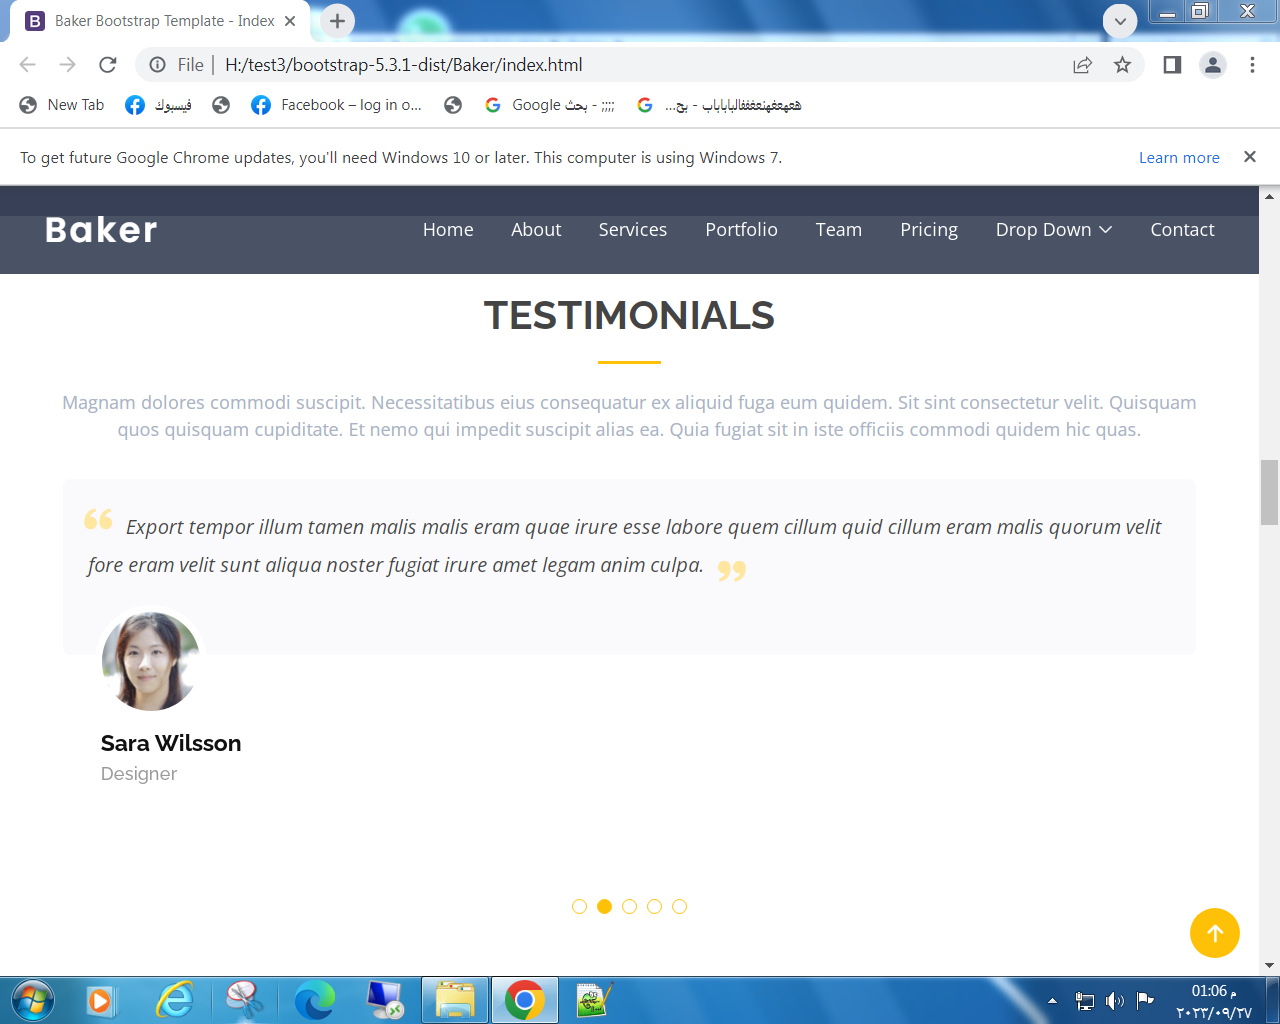 Baker Bootstrap Template - Index
File | H:/test3/bootstrap-5.3.1-dist/Baker/index.html
New Tab
فيسبوك
Facebook – log in o...
Google بحث - ;;;;
To get future Google Chrome updates, you'll need Windows 10 or later. This computer is using Windows 7.
Learn more
Baker
Home About Services Portfolio Team Pricing Drop Down Contact
TESTIMONIALS
Magnam dolores commodi suscipit. Necessitatibus eius consequatur ex aliquid fuga eum quidem. Sit sint consectetur velit. Quisquam
quos quisquam cupiditate. Et nemo qui impedit suscipit alias ea. Quia fugiat sit in iste officiis commodi quidem hic quas.
“ Export tempor illum tamen malis malis eram quae irure esse labore quem cillum quid cillum eram malis quorum velit
fore eram velit sunt aliqua noster fugiat irure amet legam anim culpa. ”
Sara Wilsson
Designer
01:06 م
٢٠٢٣/٠٩/٢٧